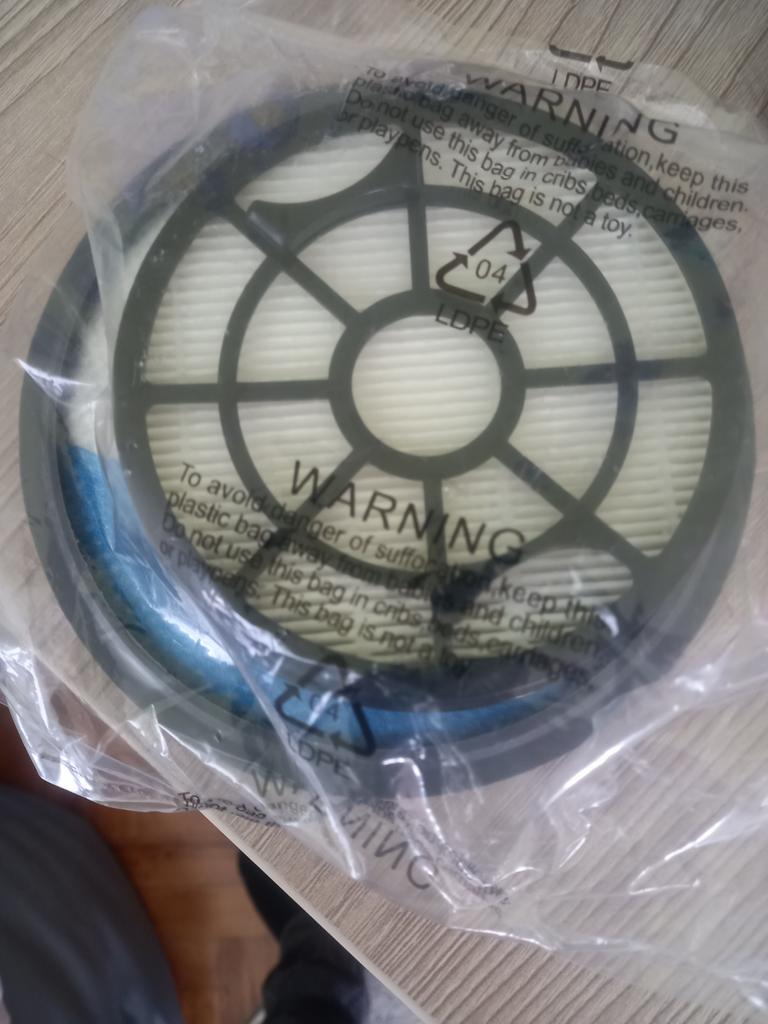 LDPE
WARNING
To avoid danger of suffocation,keep this
plastic bag away from babies and children.
Do not use this bag in cribs,beds,carriages,
or playpens. This bag is not a toy.
04
LDPE
WARNING
To avoid danger of suffocation,keep this
plastic bag away from babies and children.
Do not use this bag in cribs,beds,carriages,
or playpens. This bag is not a toy.
04
LDPE
WARNING
WARNING